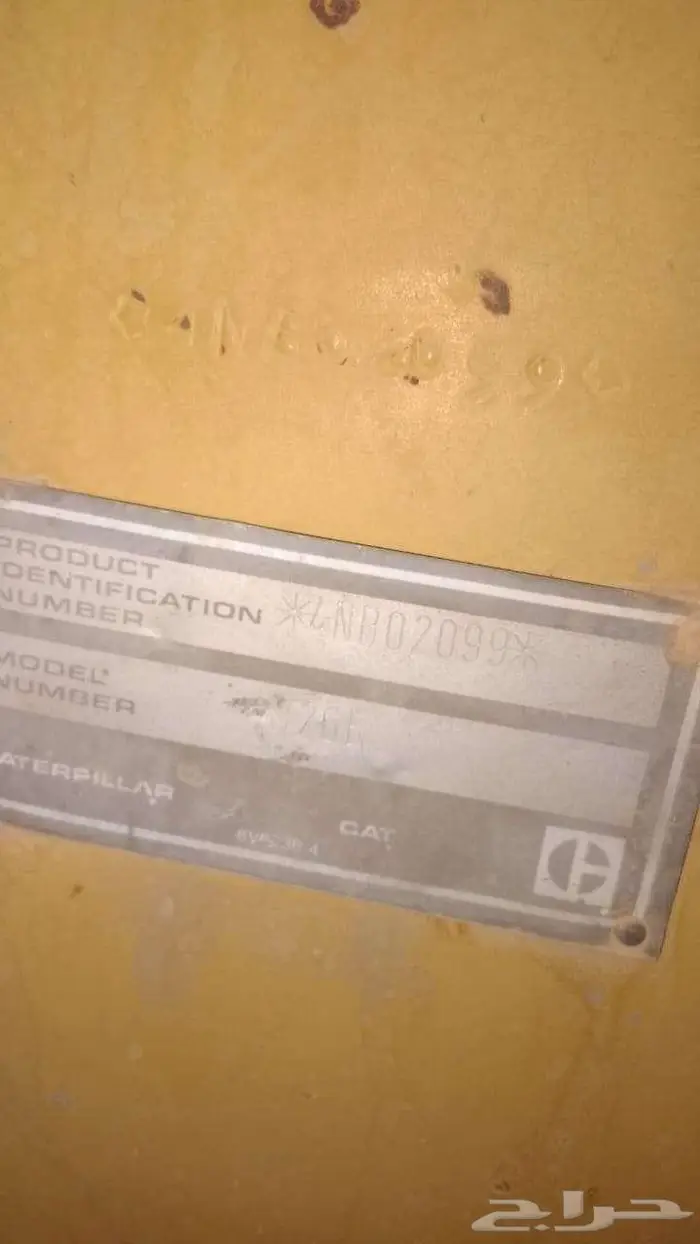 PRODUCT
IDENTIFICATION
NUMBER
*4NB02099*
MODEL
NUMBER
CATERPILLAR
CAT
حراج